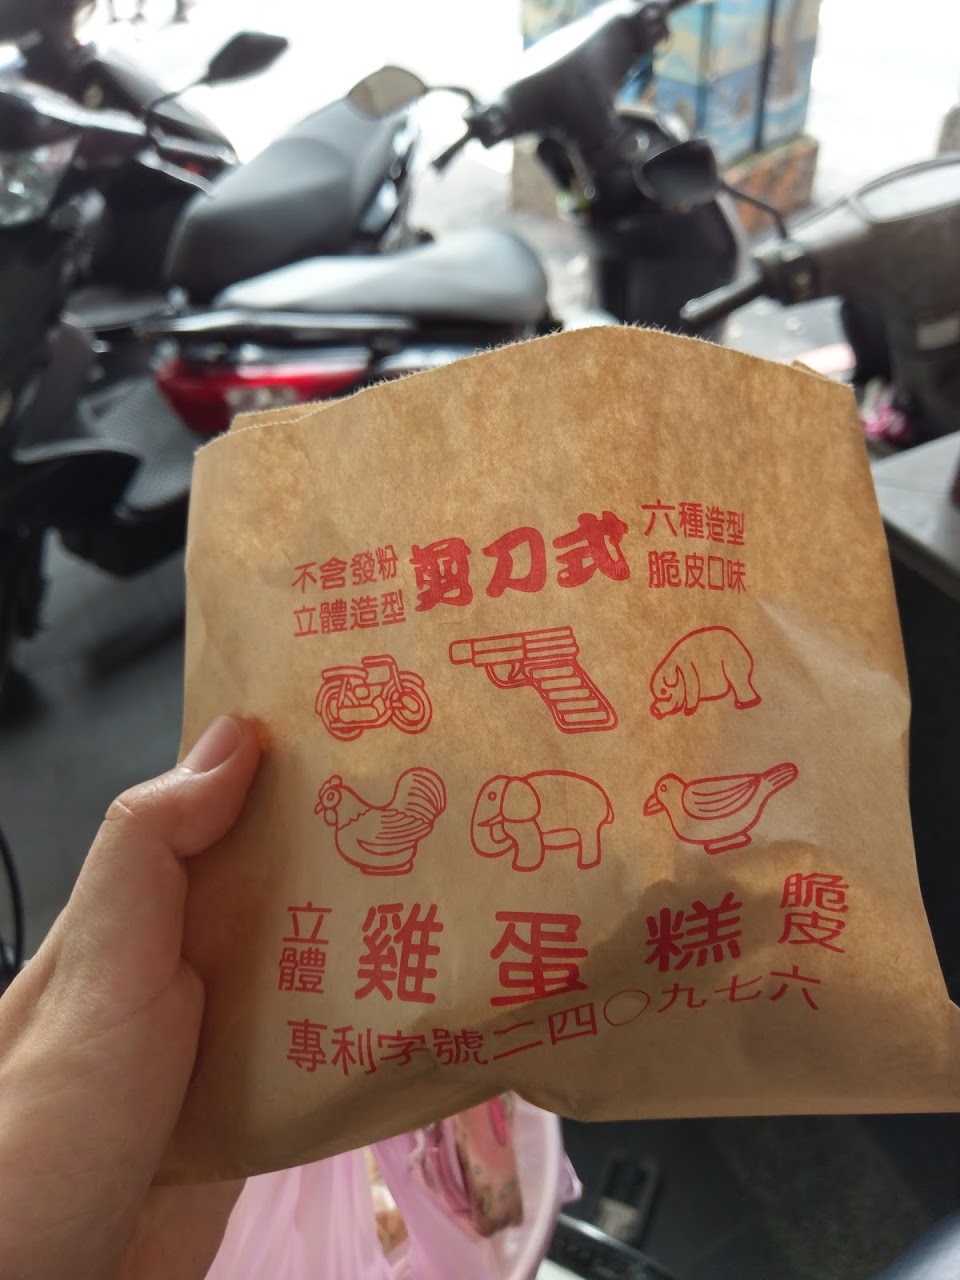 不含發粉
立體造型
剪刀式
六種造型
脆皮口味
立體
雞蛋糕
脆皮
專利字號二四〇九七六